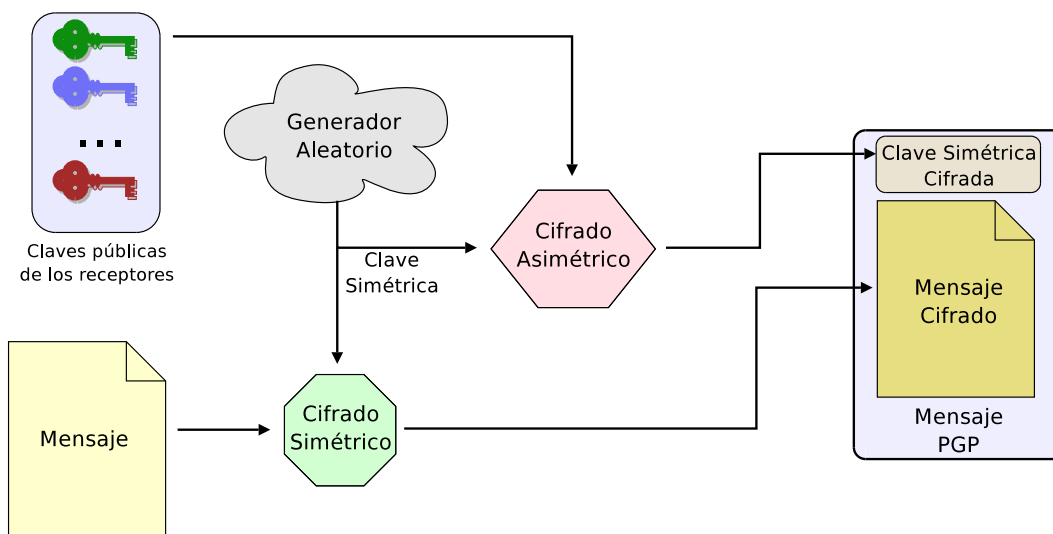 Claves públicas
de los receptores
Generador
Aleatorio
Clave
Simétrica
Cifrado
Asimétrico
Mensaje
Cifrado
Simétrico
Clave Simétrica
Cifrada
Mensaje
Cifrado
Mensaje
PGP